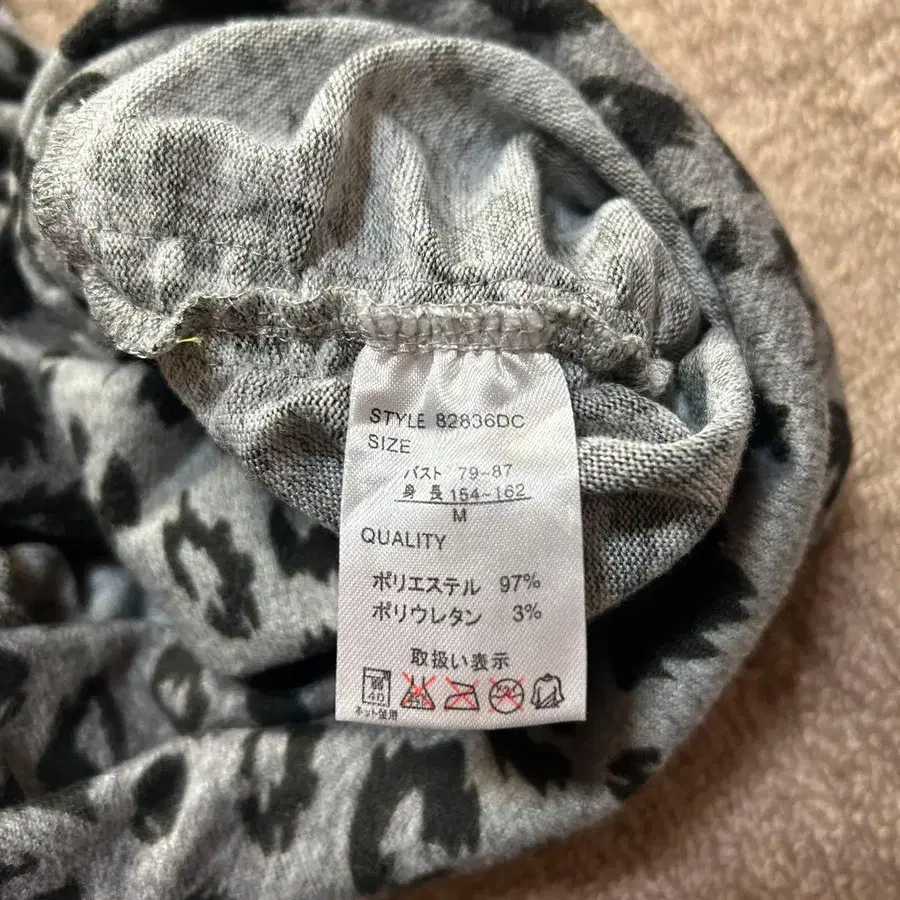 STYLE 82836DC
SIZE
バスト 79~87
身長 154~162
M
QUALITY
ポリエステル 97%
ポリウレタン 3%
取扱い表示
弱
40
ネット使用